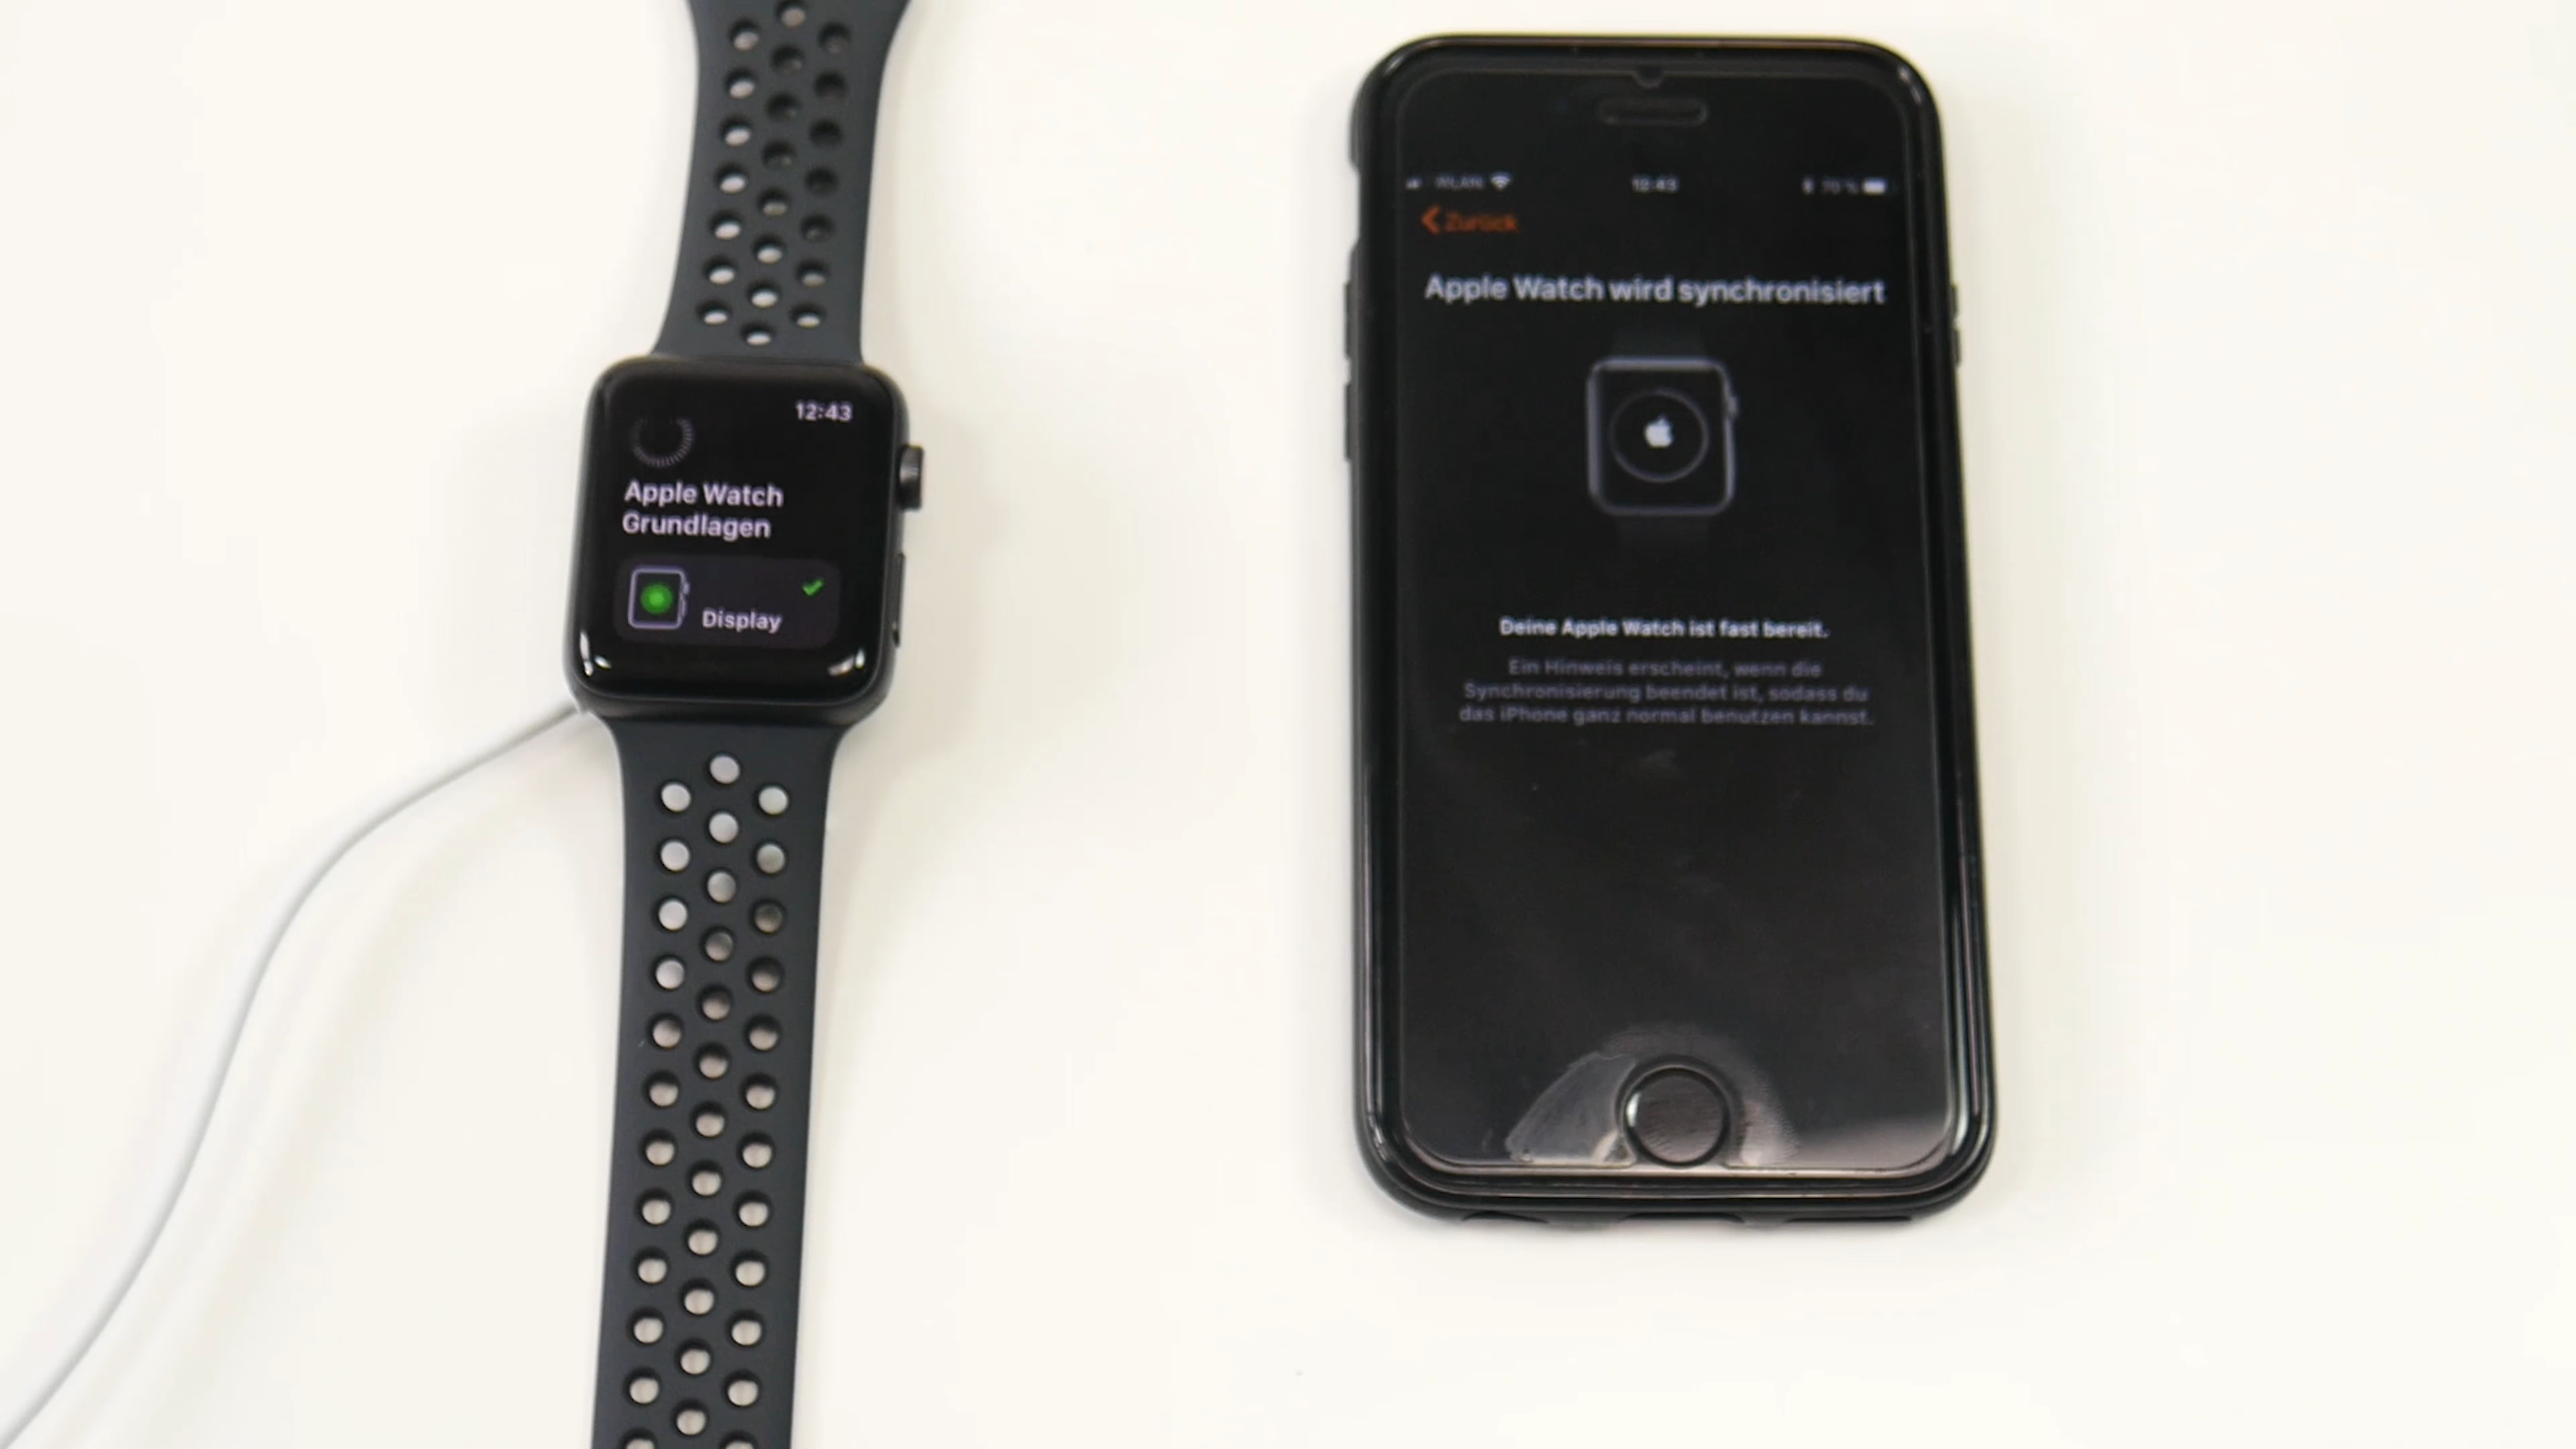 12:43
Apple Watch
Grundlagen
Display
WLAN 12:43 70 %
Zurück
Apple Watch wird synchronisiert
Deine Apple Watch ist fast bereit.
Ein Hinweis erscheint, wenn die
Synchronisierung beendet ist, sodass du
das iPhone ganz normal benutzen kannst.